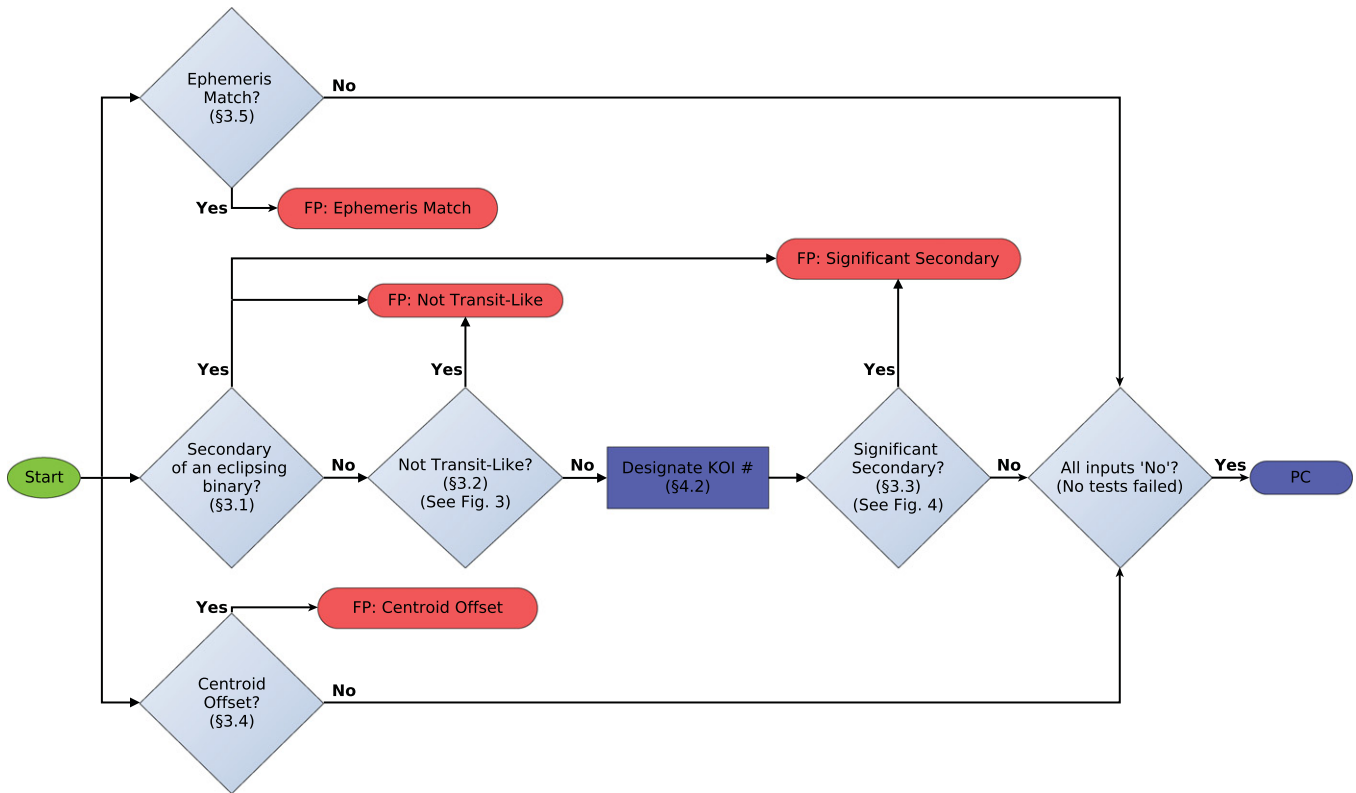 Ephemeris
Match?
(§3.5)
No
Yes
FP: Ephemeris Match
FP: Significant Secondary
FP: Not Transit-Like
Yes
Yes
Yes
Start
Secondary
of an eclipsing
binary?
(§3.1)
No
Not Transit-Like?
(§3.2)
(See Fig. 3)
No
Designate KOI #
(§4.2)
Significant
Secondary?
(§3.3)
(See Fig. 4)
No
All inputs 'No'?
(No tests failed)
Yes
PC
Yes
FP: Centroid Offset
Centroid
Offset?
(§3.4)
No